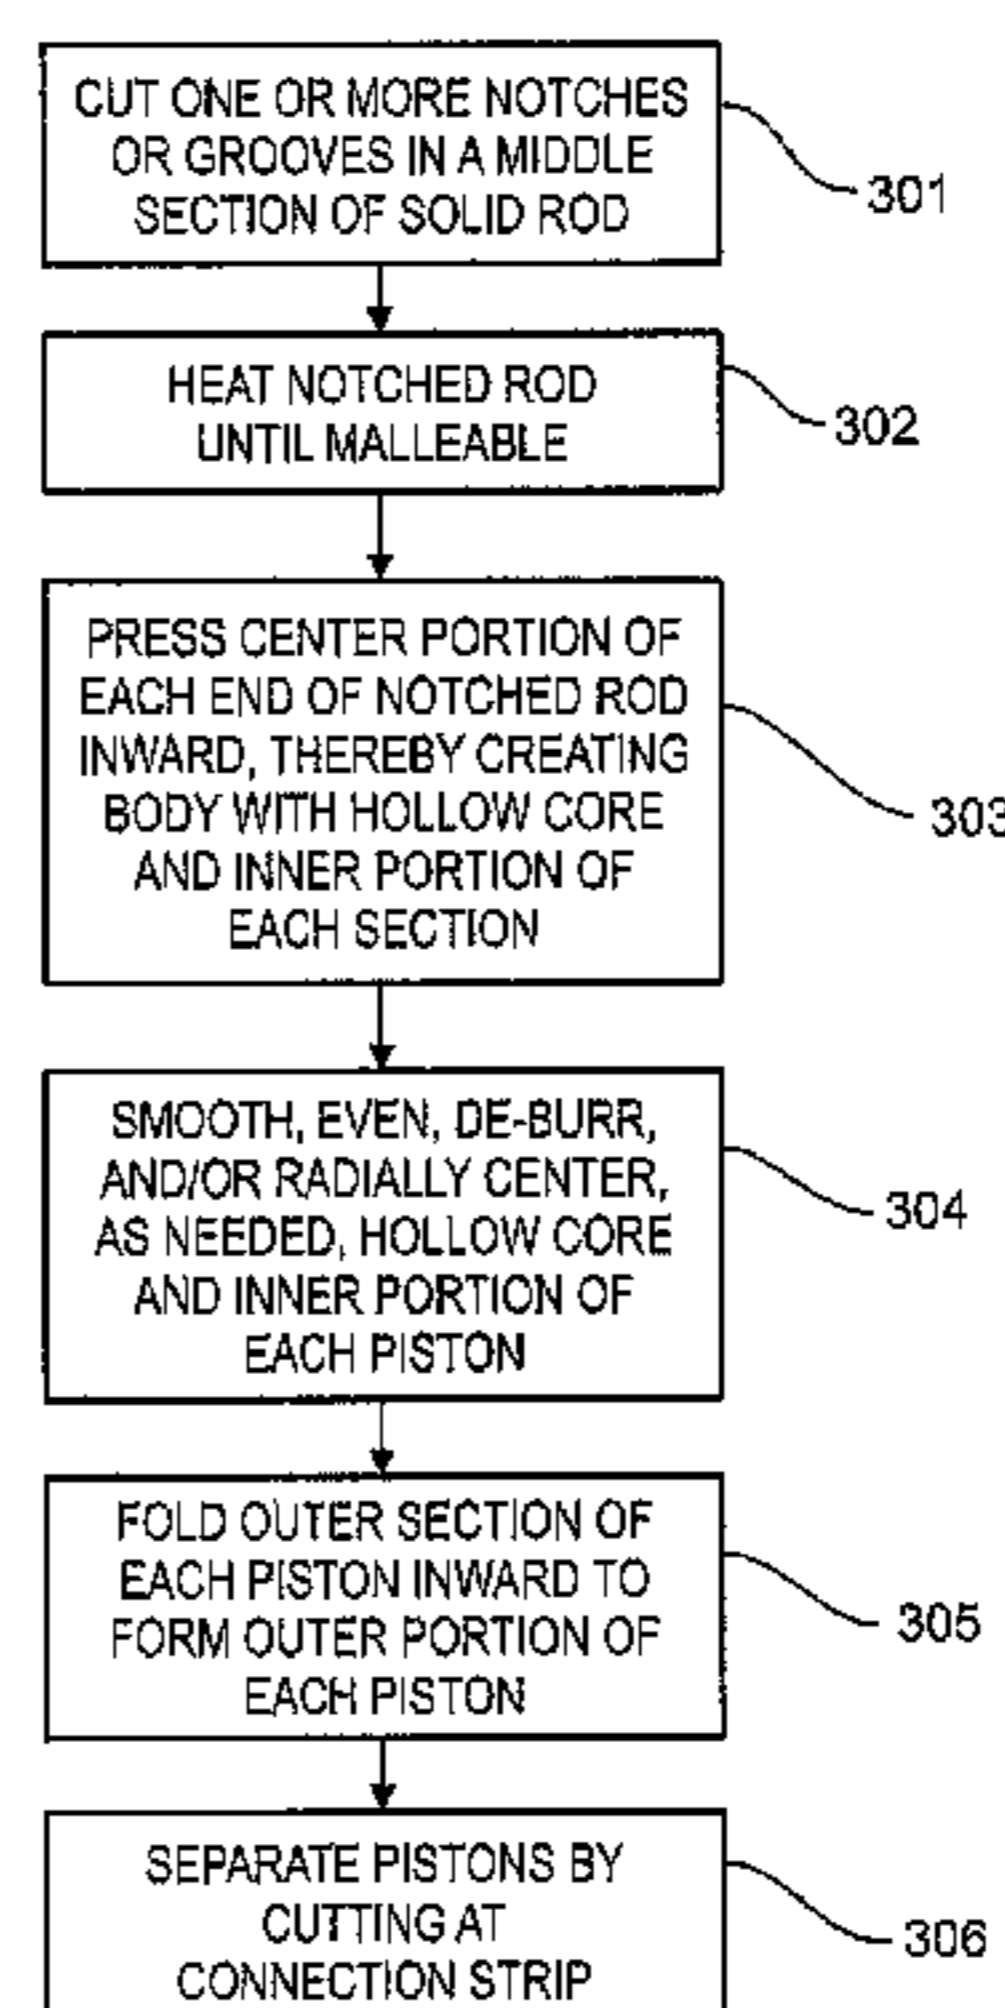 CUT ONE OR MORE NOTCHES
OR GROOVES IN A MIDDLE
SECTION OF SOLID ROD
301
HEAT NOTCHED ROD
UNTIL MALLEABLE
302
PRESS CENTER PORTION OF
EACH END OF NOTCHED ROD
INWARD, THEREBY CREATING
BODY WITH HOLLOW CORE
AND INNER PORTION OF
EACH SECTION
303
SMOOTH, EVEN, DE-BURR,
AND/OR RADIALLY CENTER,
AS NEEDED, HOLLOW CORE
AND INNER PORTION OF
EACH PISTON
304
FOLD OUTER SECTION OF
EACH PISTON INWARD TO
FORM OUTER PORTION OF
EACH PISTON
305
SEPARATE PISTONS BY
CUTTING AT
CONNECTION STRIP
306